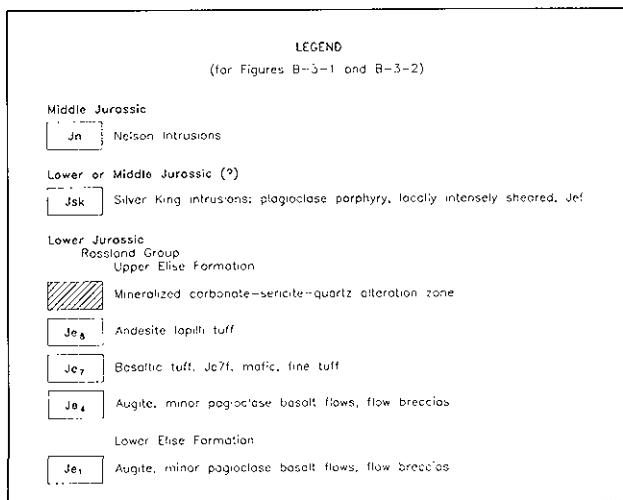 LEGEND
(for Figures B-3-1 and B-3-2)
Middle Jurassic
Jn Nelson Intrusions
Lower or Middle Jurassic (?)
Jsk Silver King intrusions: plagioclase porphyry, locally intensely sheared, Jef
Lower Jurassic
Rossland Group
Upper Elise Formation
Mineralized carbonate-sericite-quartz alteration zone
Je8 Andesite lapilli tuff
Je7 Basaltic tuff, Je7f, mafic, fine tuff
Je4 Augite, minor pagioclase basalt flows, flow breccias
Lower Elise Formation
Je1 Augite, minor pagioclase basalt flows, flow breccias